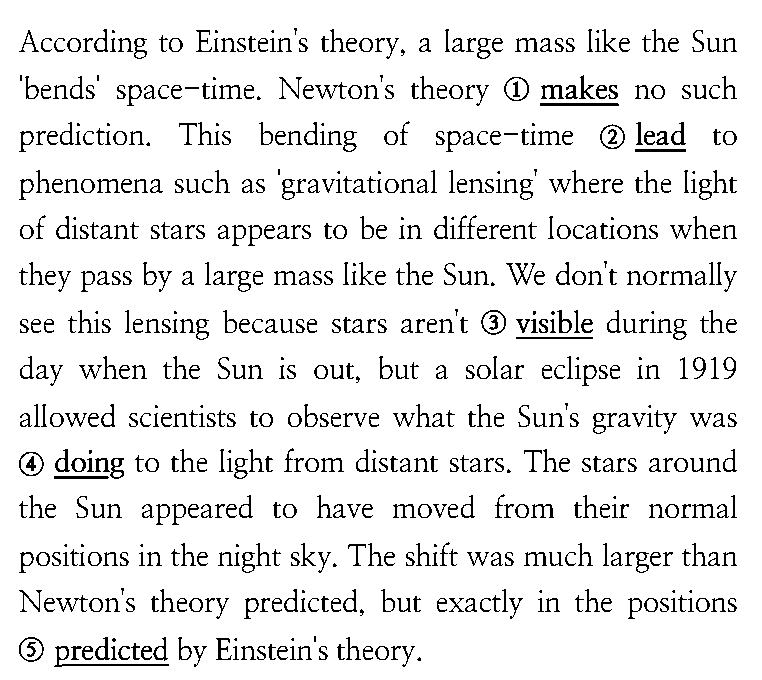 According to Einstein's theory, a large mass like the Sun
'bends' space-time. Newton's theory ① makes no such
prediction. This bending of space-time ② lead to
phenomena such as 'gravitational lensing' where the light
of distant stars appears to be in different locations when
they pass by a large mass like the Sun. We don't normally
see this lensing because stars aren't ③ visible during the
day when the Sun is out, but a solar eclipse in 1919
allowed scientists to observe what the Sun's gravity was
④ doing to the light from distant stars. The stars around
the Sun appeared to have moved from their normal
positions in the night sky. The shift was much larger than
Newton's theory predicted, but exactly in the positions
⑤ predicted by Einstein's theory.